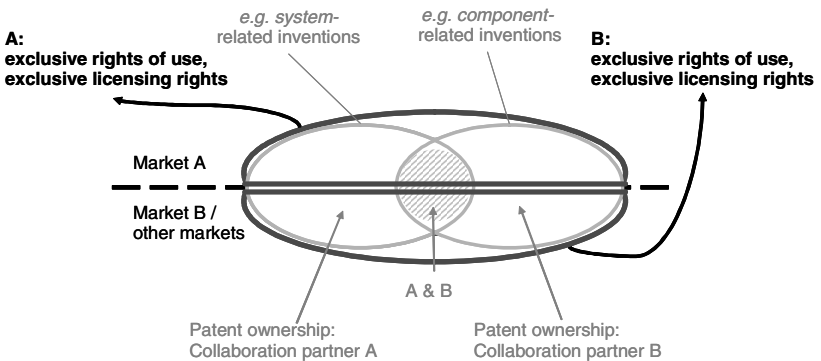 A:
exclusive rights of use,
exclusive licensing rights
e.g. system-
related inventions
e.g. component-
related inventions
B:
exclusive rights of use,
exclusive licensing rights
Market A
Market B /
other markets
A & B
Patent ownership:
Collaboration partner A
Patent ownership:
Collaboration partner B